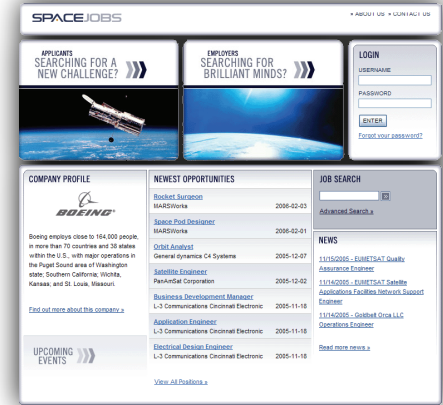 SPACEJOBS
» ABOUT US » CONTACT US
APPLICANTS
SEARCHING FOR A
NEW CHALLENGE?
EMPLOYERS
SEARCHING FOR
BRILLIANT MINDS?
LOGIN
USERNAME
PASSWORD
ENTER
Forgot your password?
COMPANY PROFILE
BOEING
Boeing employs close to 164,000 people,
in more than 70 countries and 38 states
within the U.S., with major operations in
the Puget Sound area of Washington
state; Southern California; Wichita,
Kansas; and St. Louis, Missouri.
Find out more about this company »
UPCOMING
EVENTS
NEWEST OPPORTUNITIES
Rocket Surgeon
MARSWorks 2006-02-03
Space Pod Designer
MARSWorks 2006-02-01
Orbit Analyst
General dynamics C4 Systems 2005-12-07
Satellite Engineer
PanAmSat Corporation 2005-12-02
Business Development Manager
L-3 Communications Cincinnati Electronic 2005-11-18
Application Engineer
L-3 Communications Cincinnati Electronic 2005-11-18
Electrical Design Engineer
L-3 Communications Cincinnati Electronic 2005-11-18
View All Positions »
JOB SEARCH
Advanced Search »
NEWS
11/15/2005 - EUMETSAT Quality
Assurance Engineer
11/14/2005 - EUMETSAT Satellite
Applications Facilities Network Support
Engineer
11/14/2005 - Goldbelt Orca LLC
Operations Engineer
Read more news »